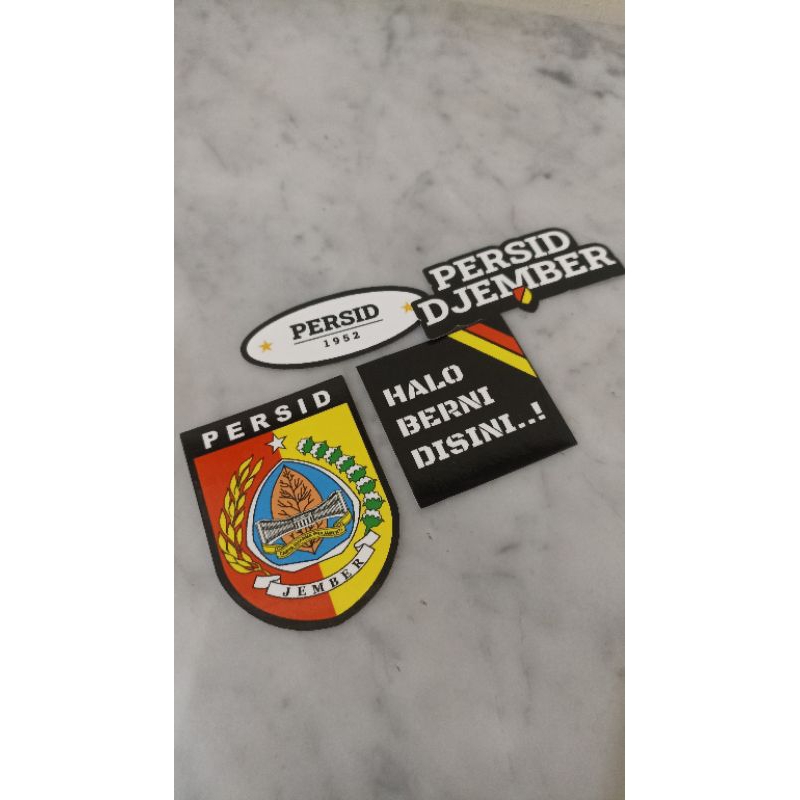 PERSID
DJEMBER
PERSID
1952
HALO
BERNI
DISINI..!
PERSID
JEMBER